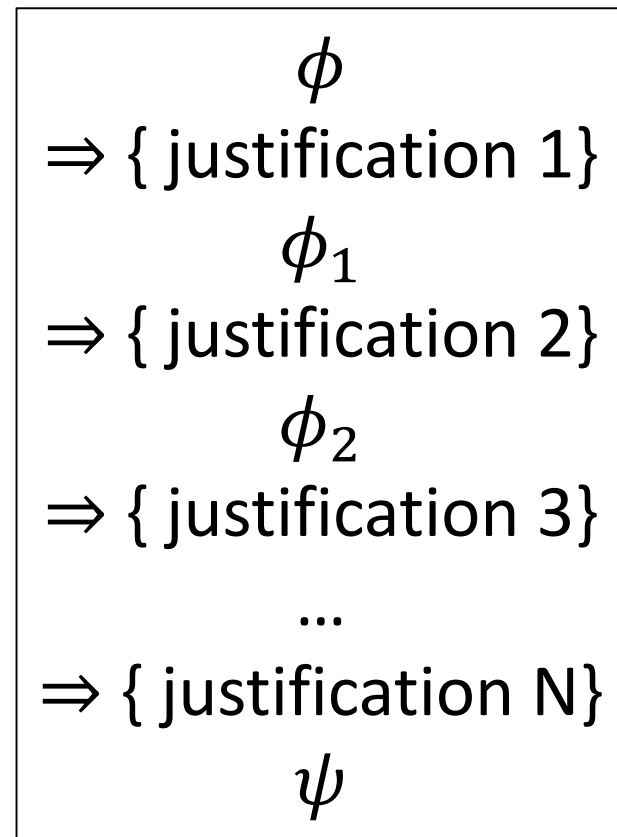 ϕ
⇒ { justification 1}
ϕ₁
⇒ { justification 2}
ϕ₂
⇒ { justification 3}
...
⇒ { justification N}
ψ